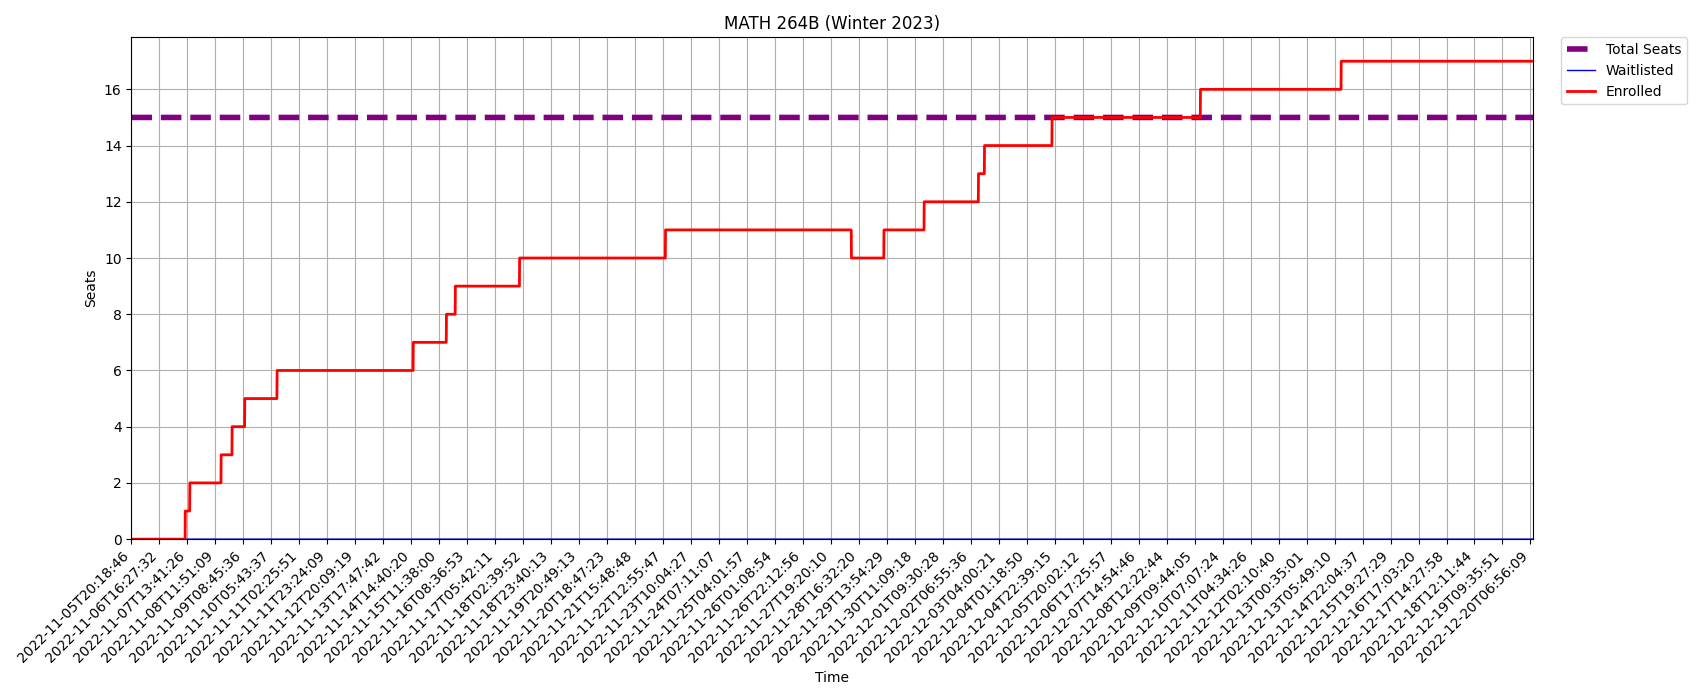 MATH 264B (Winter 2023)
Total Seats
Waitlisted
Enrolled
Seats
16
14
12
10
8
6
4
2
0
2022-11-05T20:18:46
2022-11-06T16:27:32
2022-11-07T13:41:26
2022-11-08T11:51:09
2022-11-09T08:45:36
2022-11-10T05:43:37
2022-11-11T02:25:51
2022-11-11T23:24:09
2022-11-12T20:09:19
2022-11-13T17:47:42
2022-11-14T14:40:20
2022-11-15T11:38:00
2022-11-16T08:36:53
2022-11-17T05:42:11
2022-11-18T02:39:52
2022-11-18T23:40:13
2022-11-19T20:49:13
2022-11-20T18:47:23
2022-11-21T15:48:48
2022-11-22T12:55:47
2022-11-23T10:04:27
2022-11-24T07:11:07
2022-11-25T04:01:57
2022-11-26T01:08:54
2022-11-26T22:12:56
2022-11-27T19:20:10
2022-11-28T16:32:20
2022-11-29T13:54:29
2022-11-30T11:09:18
2022-12-01T09:30:28
2022-12-02T06:55:36
2022-12-03T04:00:21
2022-12-04T01:18:50
2022-12-04T22:39:15
2022-12-05T20:02:12
2022-12-06T17:25:57
2022-12-07T14:54:46
2022-12-08T12:22:44
2022-12-09T09:44:05
2022-12-10T07:07:24
2022-12-11T04:34:26
2022-12-12T02:10:40
2022-12-13T00:35:01
2022-12-13T05:49:10
2022-12-14T22:04:37
2022-12-15T19:27:29
2022-12-16T17:03:20
2022-12-17T14:27:58
2022-12-18T12:11:44
2022-12-19T09:35:51
2022-12-20T06:56:09
Time